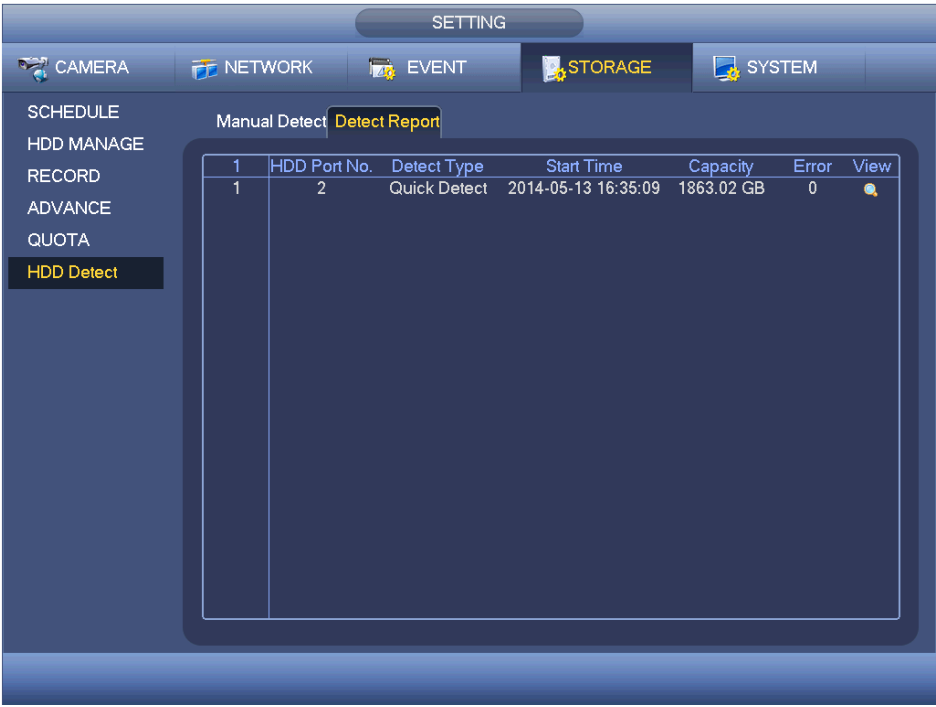 SETTING
CAMERA NETWORK EVENT STORAGE SYSTEM
SCHEDULE
HDD MANAGE
RECORD
ADVANCE
QUOTA
HDD Detect
Manual Detect Detect Report
1 HDD Port No. Detect Type Start Time Capacity Error View
1 2 Quick Detect 2014-05-13 16:35:09 1863.02 GB 0